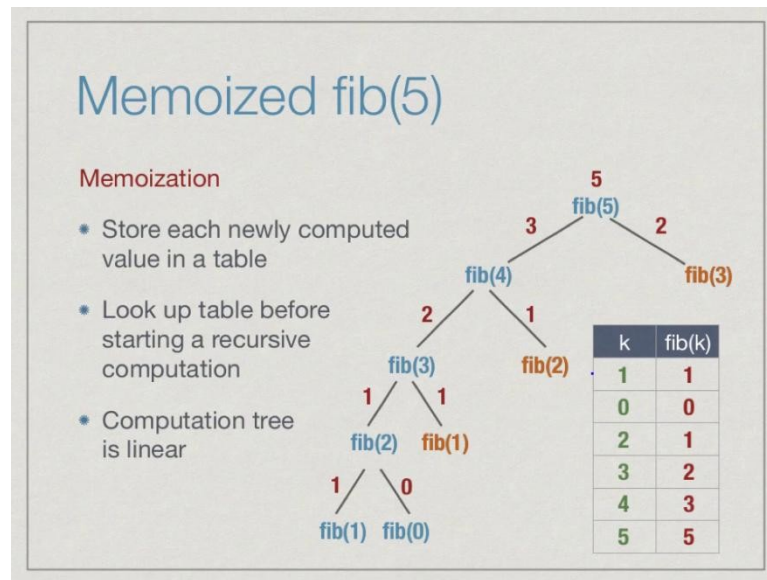 Memoized fib(5)
Memoization
Store each newly computed
value in a table
Look up table before
starting a recursive
computation
Computation tree
is linear
5
fib(5)
3 2
fib(4) fib(3)
2 1
fib(3) fib(2)
1 1
fib(2) fib(1)
1 0
fib(1) fib(0)
k fib(k)
1 1
0 0
2 1
3 2
4 3
5 5